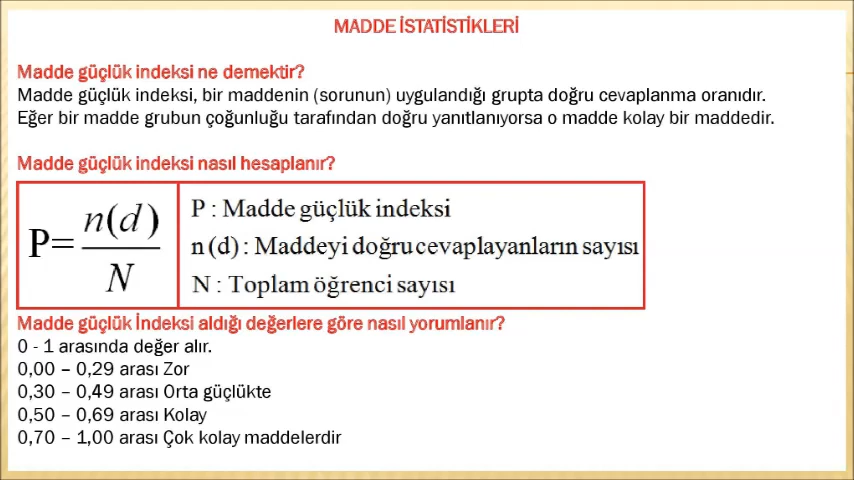 MADDE İSTATİSTİKLERİ
Madde güçlük indeksi ne demektir?
Madde güçlük indeksi, bir maddenin (sorunun) uygulandığı grupta doğru cevaplanma oranıdır.
Eğer bir madde grubun çoğunluğu tarafından doğru yanıtlanıyorsa o madde kolay bir maddedir.
Madde güçlük indeksi nasıl hesaplanır?
P= n(d) / N
P : Madde güçlük indeksi
n (d) : Maddeyi doğru cevaplayanların sayısı
N : Toplam öğrenci sayısı
Madde güçlük İndeksi aldığı değerlere göre nasıl yorumlanır?
0 - 1 arasında değer alır.
0,00 – 0,29 arası Zor
0,30 – 0,49 arası Orta güçlükte
0,50 – 0,69 arası Kolay
0,70 – 1,00 arası Çok kolay maddelerdir